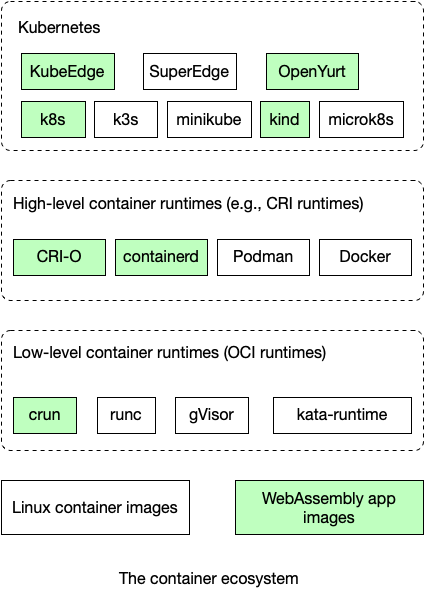 Kubernetes
KubeEdge SuperEdge OpenYurt
k8s k3s minikube kind microk8s
High-level container runtimes (e.g., CRI runtimes)
CRI-O containerd Podman Docker
Low-level container runtimes (OCI runtimes)
crun runc gVisor kata-runtime
Linux container images
WebAssembly app
images
The container ecosystem